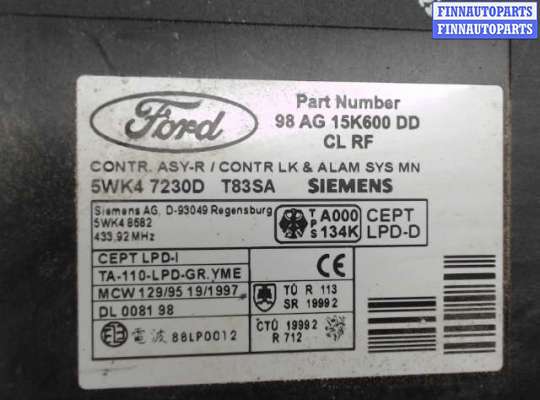 FINNAUTOPARTS
FINNAUTOPARTS
Ford
Part Number
98 AG 15K600 DD
CL RF
CONTR. ASY-R / CONTR LK & ALAM SYS MN
5WK4 7230D T83SA SIEMENS
Siemens AG, D-93049 Regensburg
5WK4 8682
433,92 MHz
T P S
A000
134K
CEPT
LPD-D
CEPT LPD-I
TA-110-LPD-GR.YME
MCW 129/95 19/1997
DL 0081 98
電波 88LP0012
CE
TÚ R 113
SR 1999 2
ČTÚ 1999 2
R 712